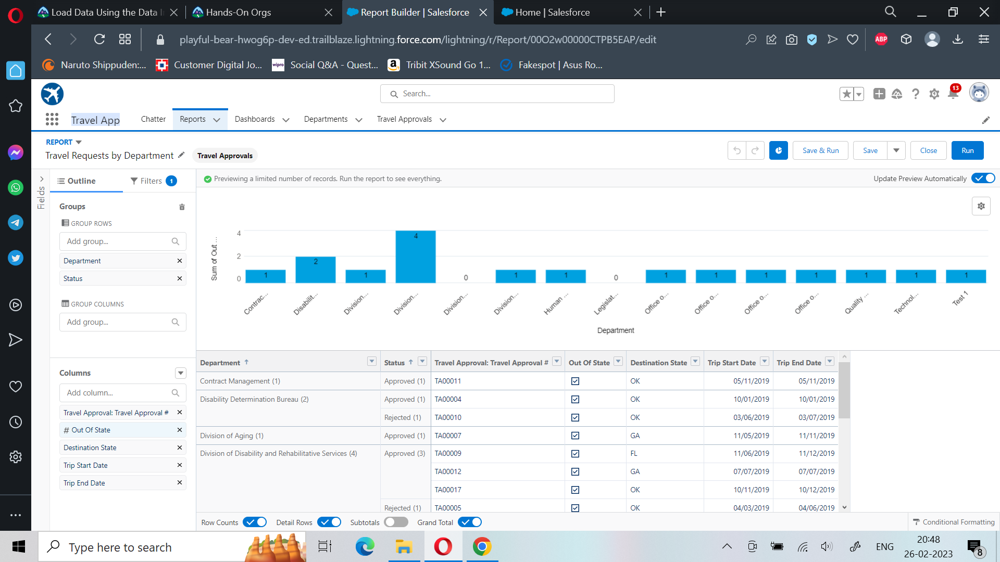 Load Data Using the Data I
Hands-On Orgs
Report Builder | Salesforce
Home | Salesforce
playful-bear-hwog6p-dev-ed.trailblaze.lightning.force.com/lightning/r/Report/00O2w00000CTPB5EAP/edit
ABP
Naruto Shippuden:...
Customer Digital Jo...
wipro
Social Q&A - Quest...
Tribit XSound Go 1...
Fakespot | Asus Ro...
Search...
13
Travel App
Chatter
Reports
Dashboards
Departments
Travel Approvals
REPORT
Travel Requests by Department
Travel Approvals
Save & Run
Save
Close
Run
Fields
Outline
Filters 1
Previewing a limited number of records. Run the report to see everything.
Update Preview Automatically
Groups
GROUP ROWS
Add group...
Department
Status
GROUP COLUMNS
Add group...
Columns
Add column...
Travel Approval: Travel Approval #
# Out Of State
Destination State
Trip Start Date
Trip End Date
Sum of Out ...
4
2
0
1 2 1 4 0 1 1 0 1 1 1 1 1 1 1
Contrac... Disabilit... Division... Division... Division... Division... Human ... Legislat... Office o... Office o... Office o... Office o... Quality ... Technol... Test 1
Department
Department Status Travel Approval: Travel Approval # Out Of State Destination State Trip Start Date Trip End Date
Contract Management (1) Approved (1) TA00011 OK 05/11/2019 05/11/2019
Disability Determination Bureau (2) Approved (1) TA00004 OK 10/01/2019 10/01/2019
Rejected (1) TA00010 OK 03/06/2019 03/07/2019
Division of Aging (1) Approved (1) TA00007 GA 11/05/2019 11/11/2019
Division of Disability and Rehabilitative Services (4) Approved (3) TA00009 FL 11/06/2019 11/12/2019
TA00012 GA 07/07/2019 07/07/2019
TA00017 OK 10/11/2019 10/12/2019
Rejected (1) TA00005 OK 04/03/2019 04/06/2019
Row Counts
Detail Rows
Subtotals
Grand Total
Conditional Formatting
Type here to search
ENG
20:48
26-02-2023
8